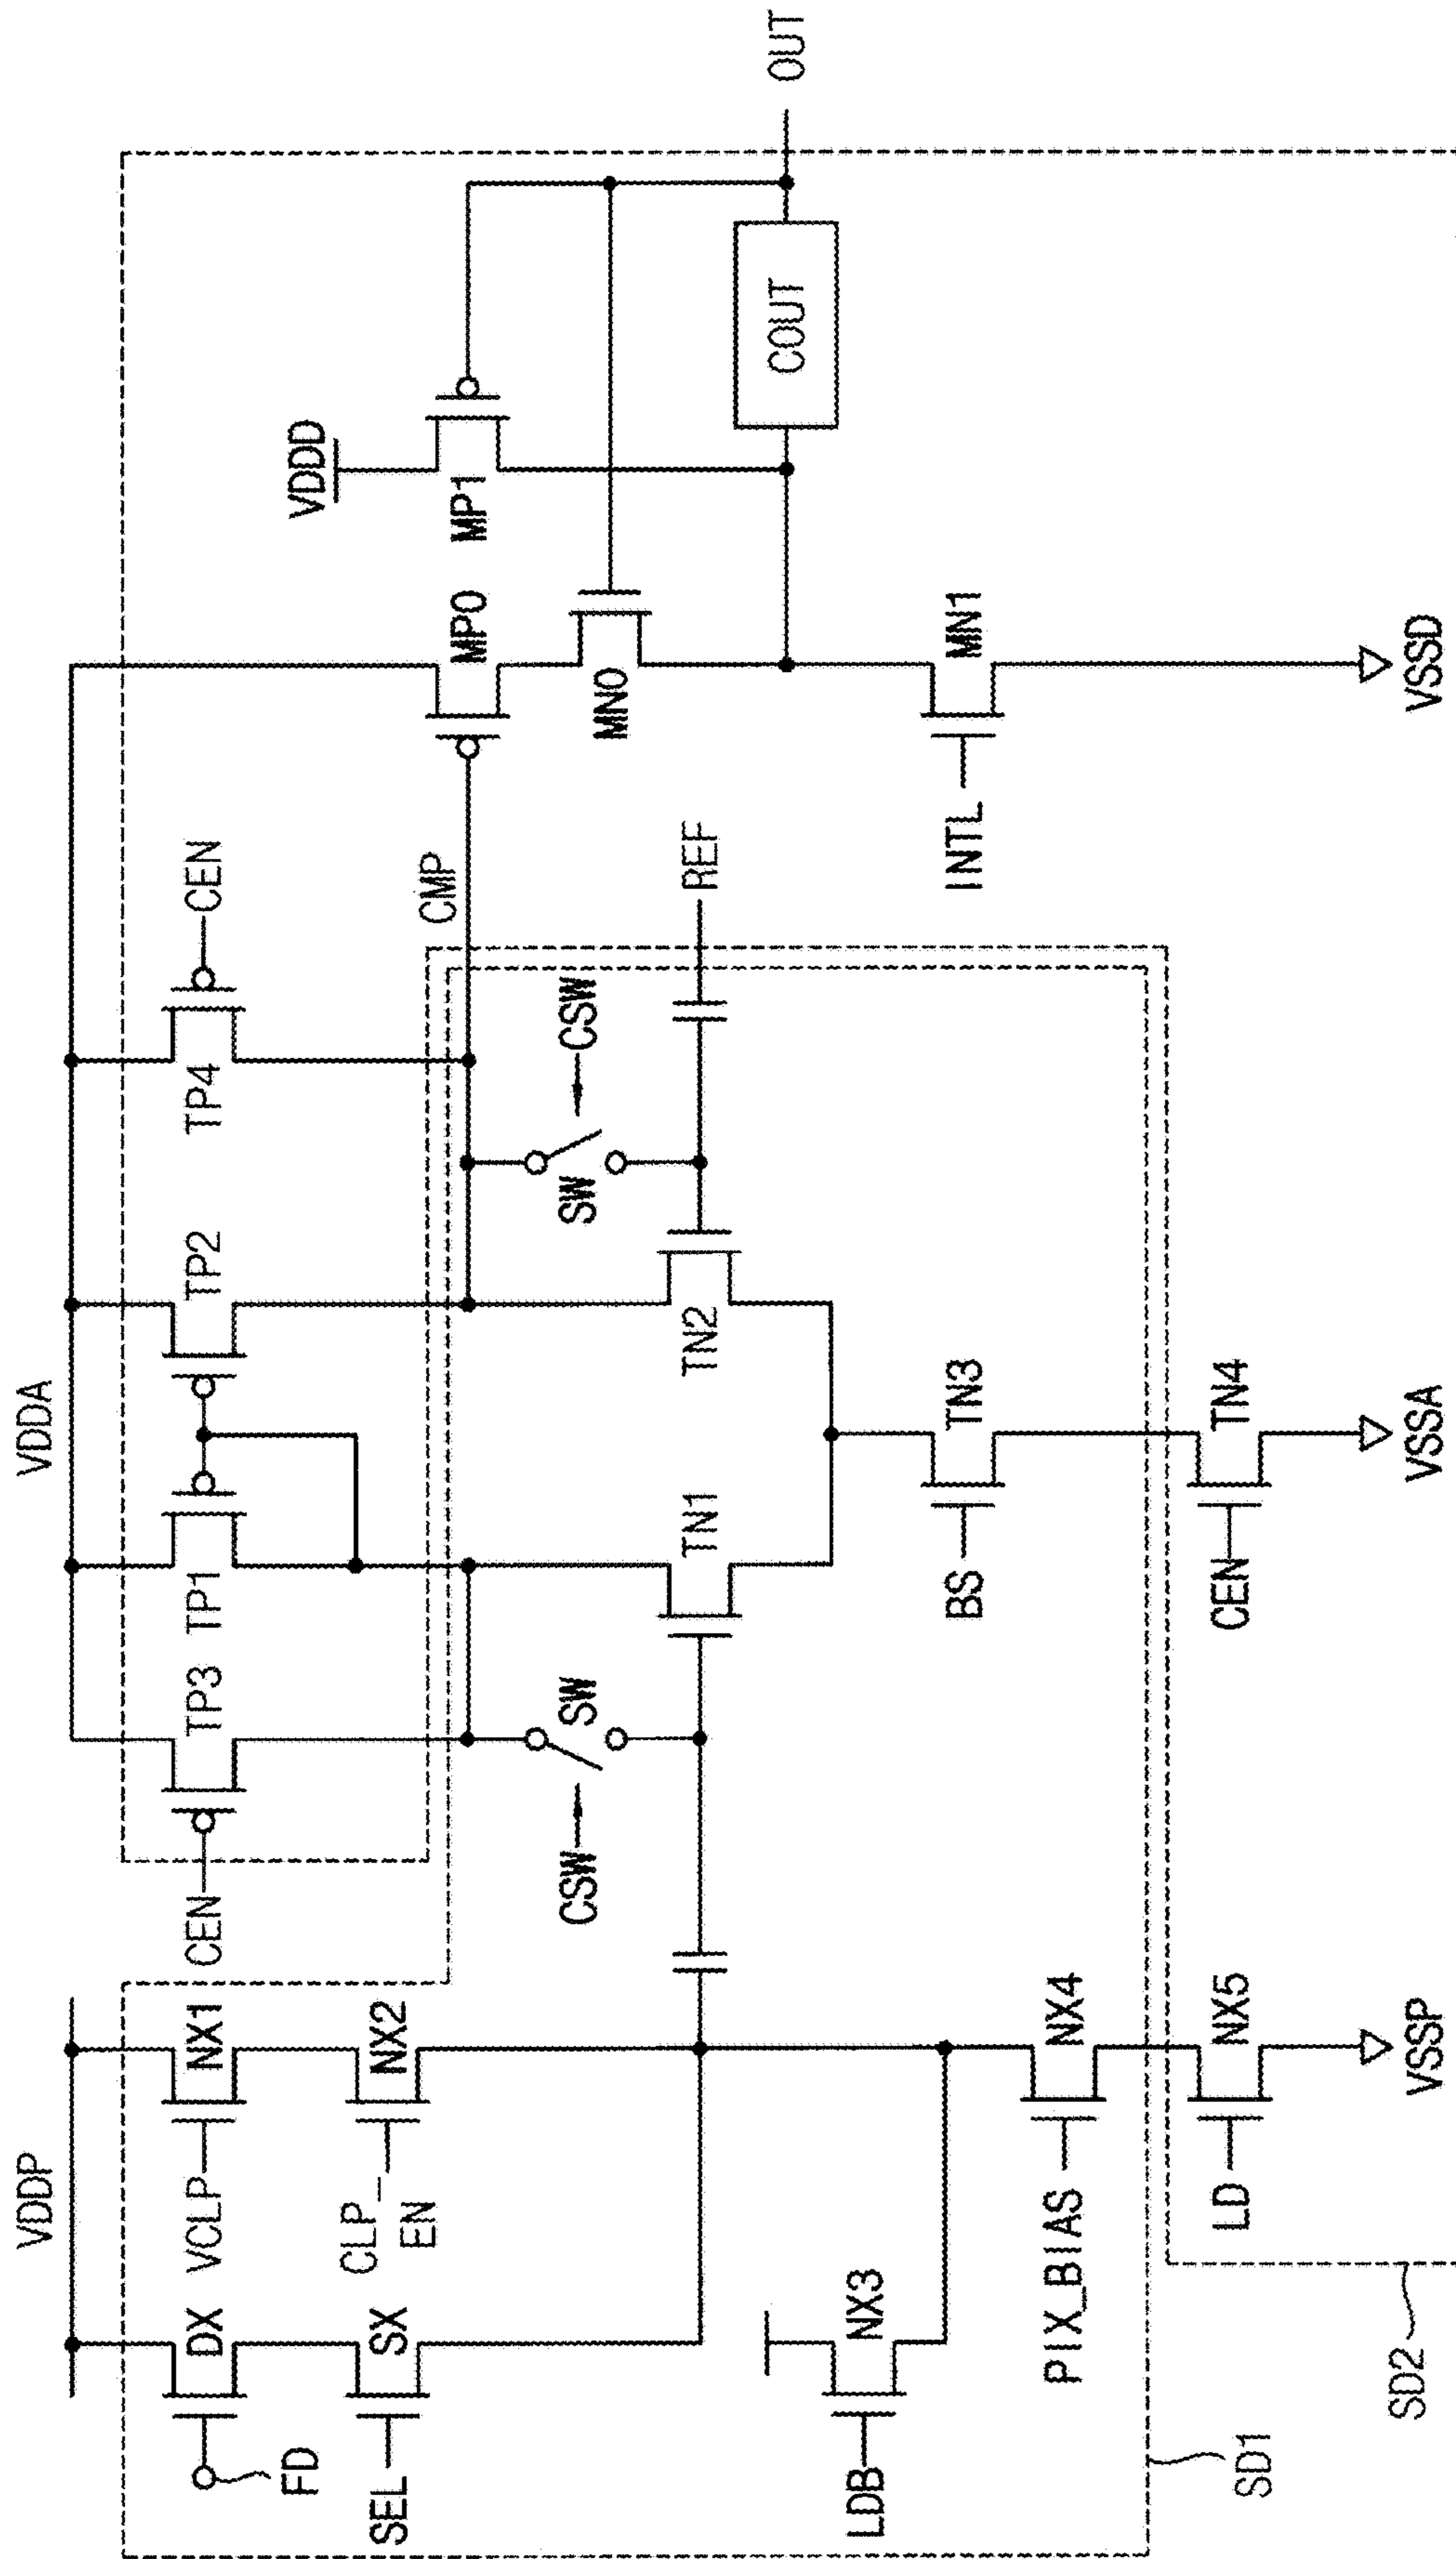 VDDP
VDDA
FD
DX
VCLP
NX1
CEN
TP3
TP1
TP2
TP4
CEN
VDDD
SEL
SX
CLP_
EN
NX2
CMP
MP0
MP1
CSW
SW
SW
CSW
MN0
TN1
TN2
REF
COUT
OUT
LDB
NX3
BS
TN3
INTL
MN1
PIX_BIAS
NX4
SD1
LD
NX5
CEN
TN4
SD2
VSSP
VSSA
VSSD